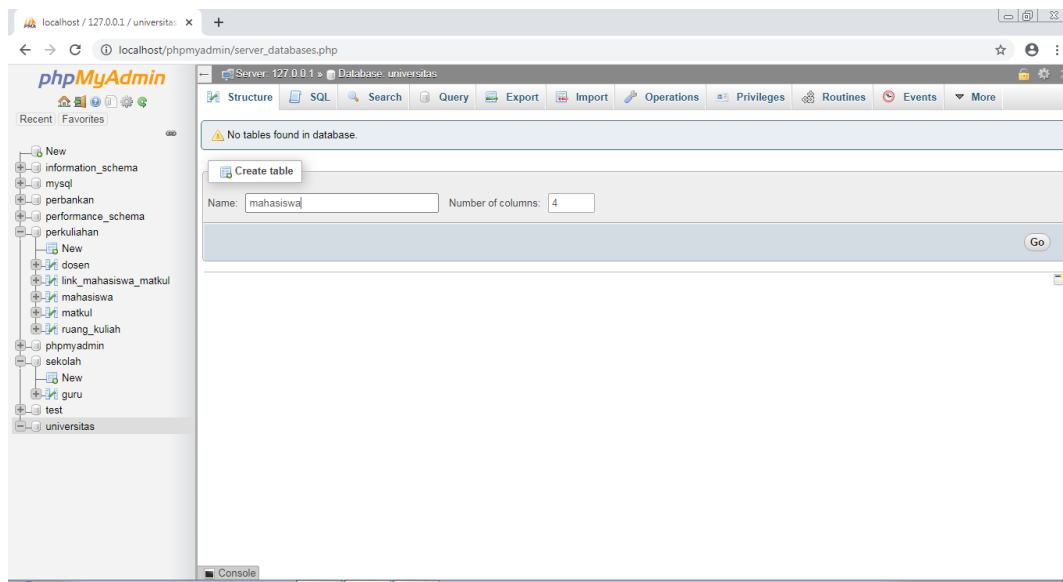 localhost / 127.0.0.1 / universitas
localhost/phpmyadmin/server_databases.php
phpMyAdmin
Recent Favorites
New
information_schema
mysql
perbankan
performance_schema
perkuliahan
New
dosen
link_mahasiswa_matkul
mahasiswa
matkul
ruang_kuliah
phpmyadmin
sekolah
New
guru
test
universitas
Server: 127.0.0.1 » Database: universitas
Structure SQL Search Query Export Import Operations Privileges Routines Events More
No tables found in database.
Create table
Name: mahasiswa Number of columns: 4
Go
Console